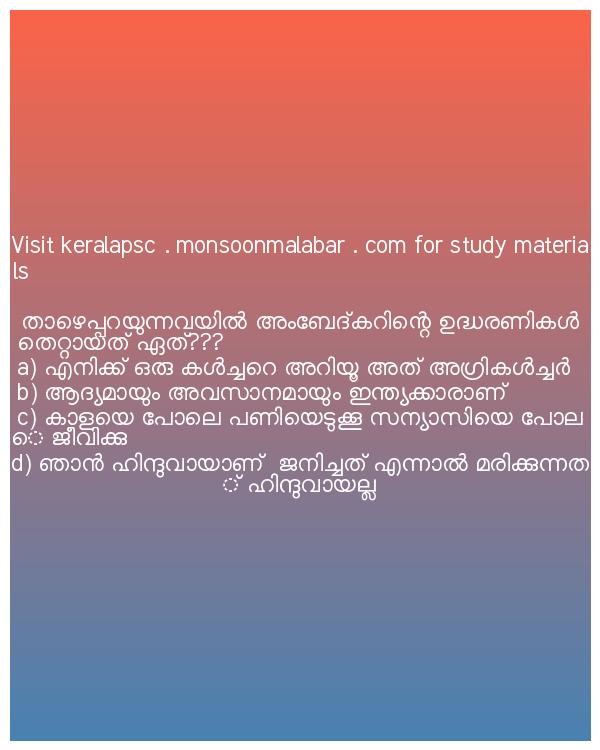 Visit keralapsc . monsoonmalabar . com for study materia
ls
താഴെപ്പറയുന്നവയിൽ അംബേദ്കറിന്റെ ഉദ്ധരണികൾ
തെറ്റായത് ഏത്???
a) എനിക്ക് ഒരു കൾച്ചറെ അറിയൂ അത് അഗ്രികൾച്ചർ
b) ആദ്യമായും അവസാനമായും ഇന്ത്യക്കാരാണ്
c) കാളയെ പോലെ പണിയെടുക്കൂ സന്യാസിയെ പോല
െ ജീവിക്കു
d) ഞാൻ ഹിന്ദുവായാണ് ജനിച്ചത് എന്നാൽ മരിക്കുന്നത
് ഹിന്ദുവായല്ല